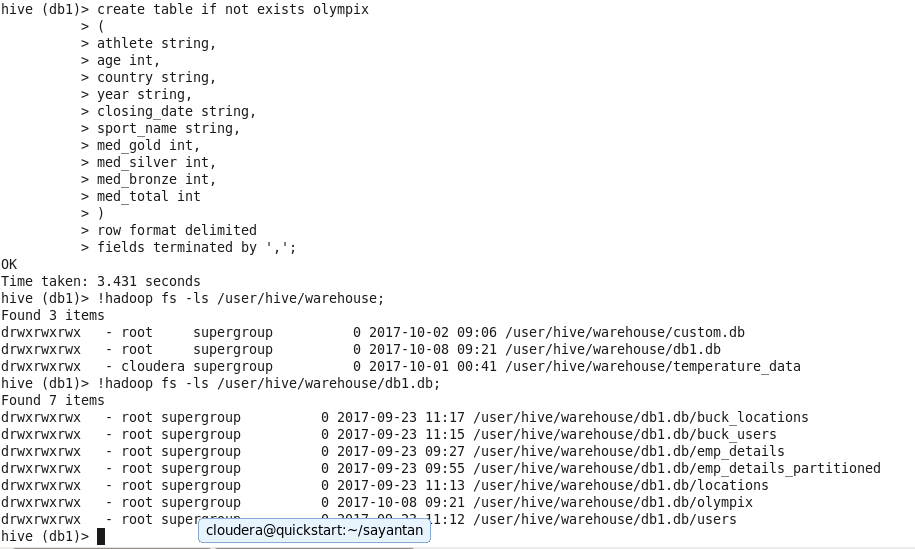 hive (db1)> create table if not exists olympix
> (
> athlete string,
> age int,
> country string,
> year string,
> closing_date string,
> sport_name string,
> med_gold int,
> med_silver int,
> med_bronze int,
> med_total int
> )
> row format delimited
> fields terminated by ',';
OK
Time taken: 3.431 seconds
hive (db1)> !hadoop fs -ls /user/hive/warehouse;
Found 3 items
drwxrwxrwx   - root     supergroup          0 2017-10-02 09:06 /user/hive/warehouse/custom.db
drwxrwxrwx   - root     supergroup          0 2017-10-08 09:21 /user/hive/warehouse/db1.db
drwxrwxrwx   - cloudera supergroup          0 2017-10-01 00:41 /user/hive/warehouse/temperature_data
hive (db1)> !hadoop fs -ls /user/hive/warehouse/db1.db;
Found 7 items
drwxrwxrwx   - root supergroup          0 2017-09-23 11:17 /user/hive/warehouse/db1.db/buck_locations
drwxrwxrwx   - root supergroup          0 2017-09-23 11:15 /user/hive/warehouse/db1.db/buck_users
drwxrwxrwx   - root supergroup          0 2017-09-23 09:27 /user/hive/warehouse/db1.db/emp_details
drwxrwxrwx   - root supergroup          0 2017-09-23 09:55 /user/hive/warehouse/db1.db/emp_details_partitioned
drwxrwxrwx   - root supergroup          0 2017-09-23 11:13 /user/hive/warehouse/db1.db/locations
drwxrwxrwx   - root supergroup          0 2017-10-08 09:21 /user/hive/warehouse/db1.db/olympix
drwxrwxrwx   - root supergroup          0 2017-09-23 11:12 /user/hive/warehouse/db1.db/users
cloudera@quickstart:~/sayantan
hive (db1)>